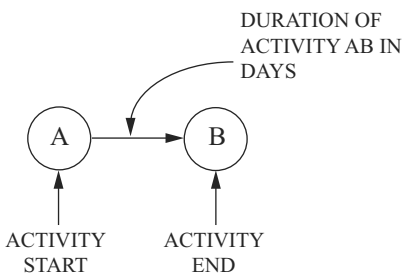 DURATION OF
ACTIVITY AB IN
DAYS
A
B
ACTIVITY
START
ACTIVITY
END